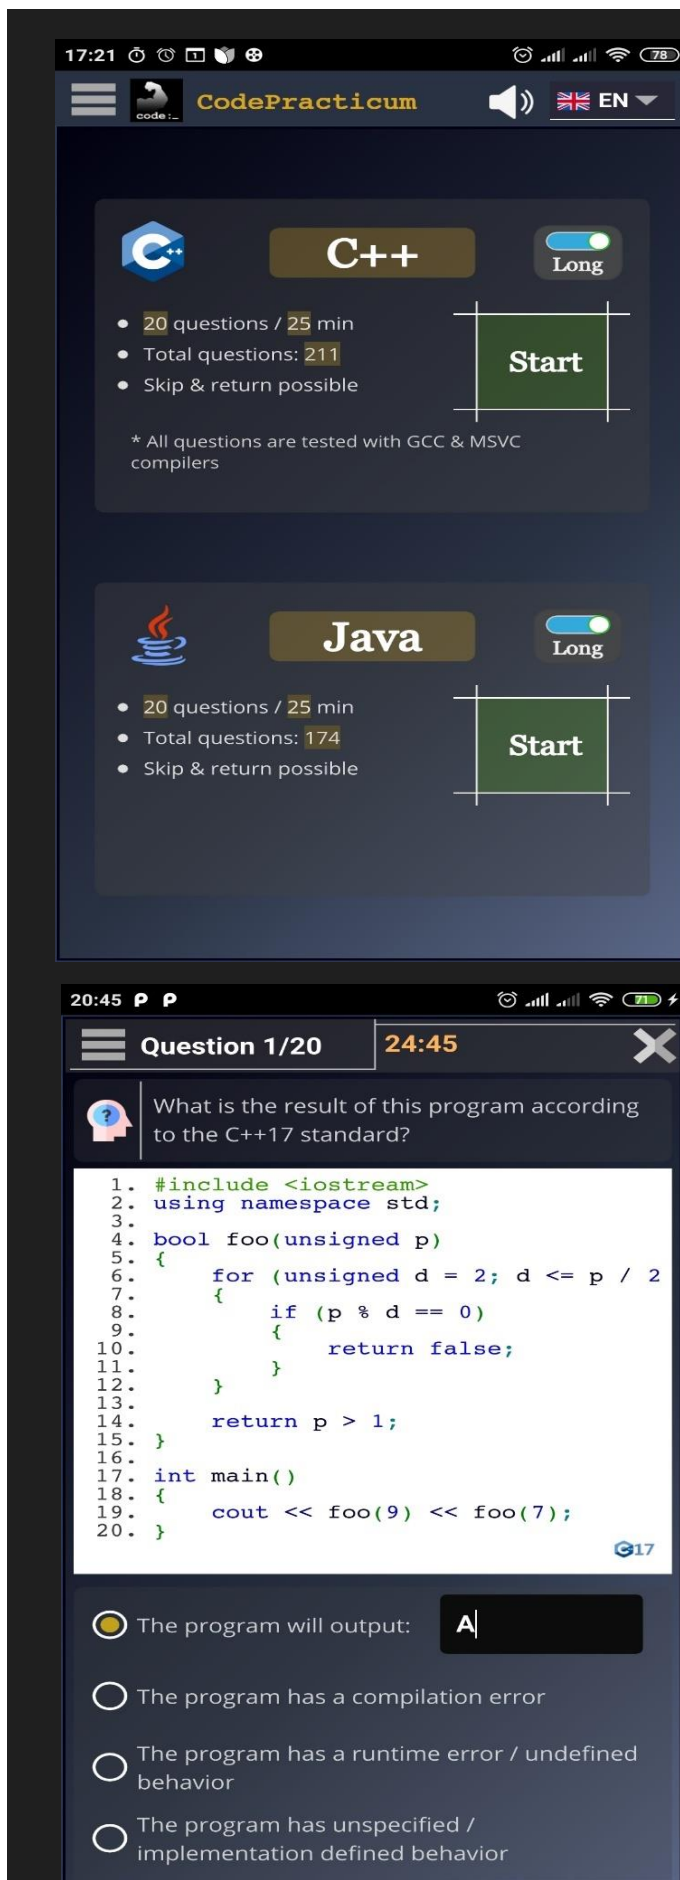 17:21
78
code:_
CodePracticum
EN
C++
C++
Long
20 questions / 25 min
Total questions: 211
Skip & return possible
Start
* All questions are tested with GCC & MSVC
compilers
Java
Long
20 questions / 25 min
Total questions: 174
Skip & return possible
Start
20:45
71
Question 1/20
24:45
What is the result of this program according
to the C++17 standard?
1. #include <iostream>
2. using namespace std;
3.
4. bool foo(unsigned p)
5. {
6. for (unsigned d = 2; d <= p / 2
7. {
8. if (p % d == 0)
9. {
10. return false;
11. }
12. }
13.
14. return p > 1;
15. }
16.
17. int main()
18. {
19. cout << foo(9) << foo(7);
20. }
C 17
The program will output:
A
The program has a compilation error
The program has a runtime error / undefined
behavior
The program has unspecified /
implementation defined behavior